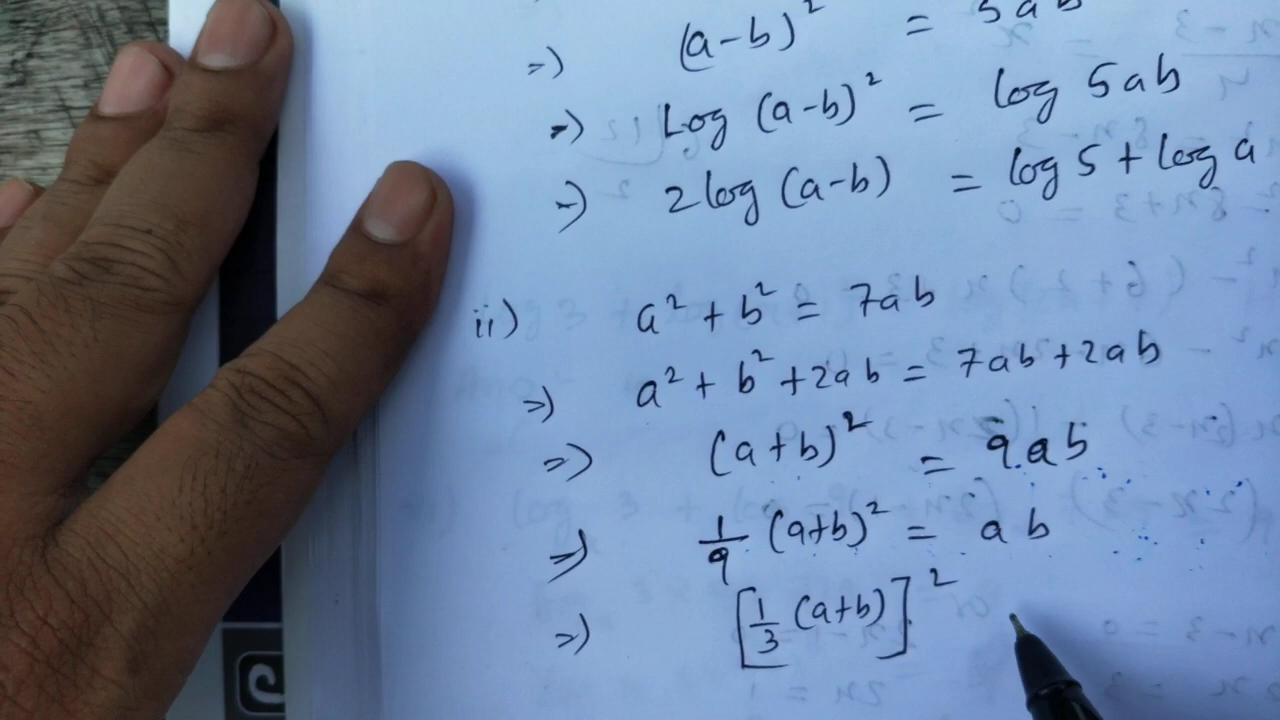 => (a-b)² = 5ab
=> Log (a-b)² = log 5ab
=> 2log (a-b) = log 5 + log a
ii) a² + b² = 7ab
=> a² + b² + 2ab = 7ab + 2ab
=> (a+b)² = 9ab
=> 1/9 (a+b)² = ab
=> [1/3 (a+b)]²